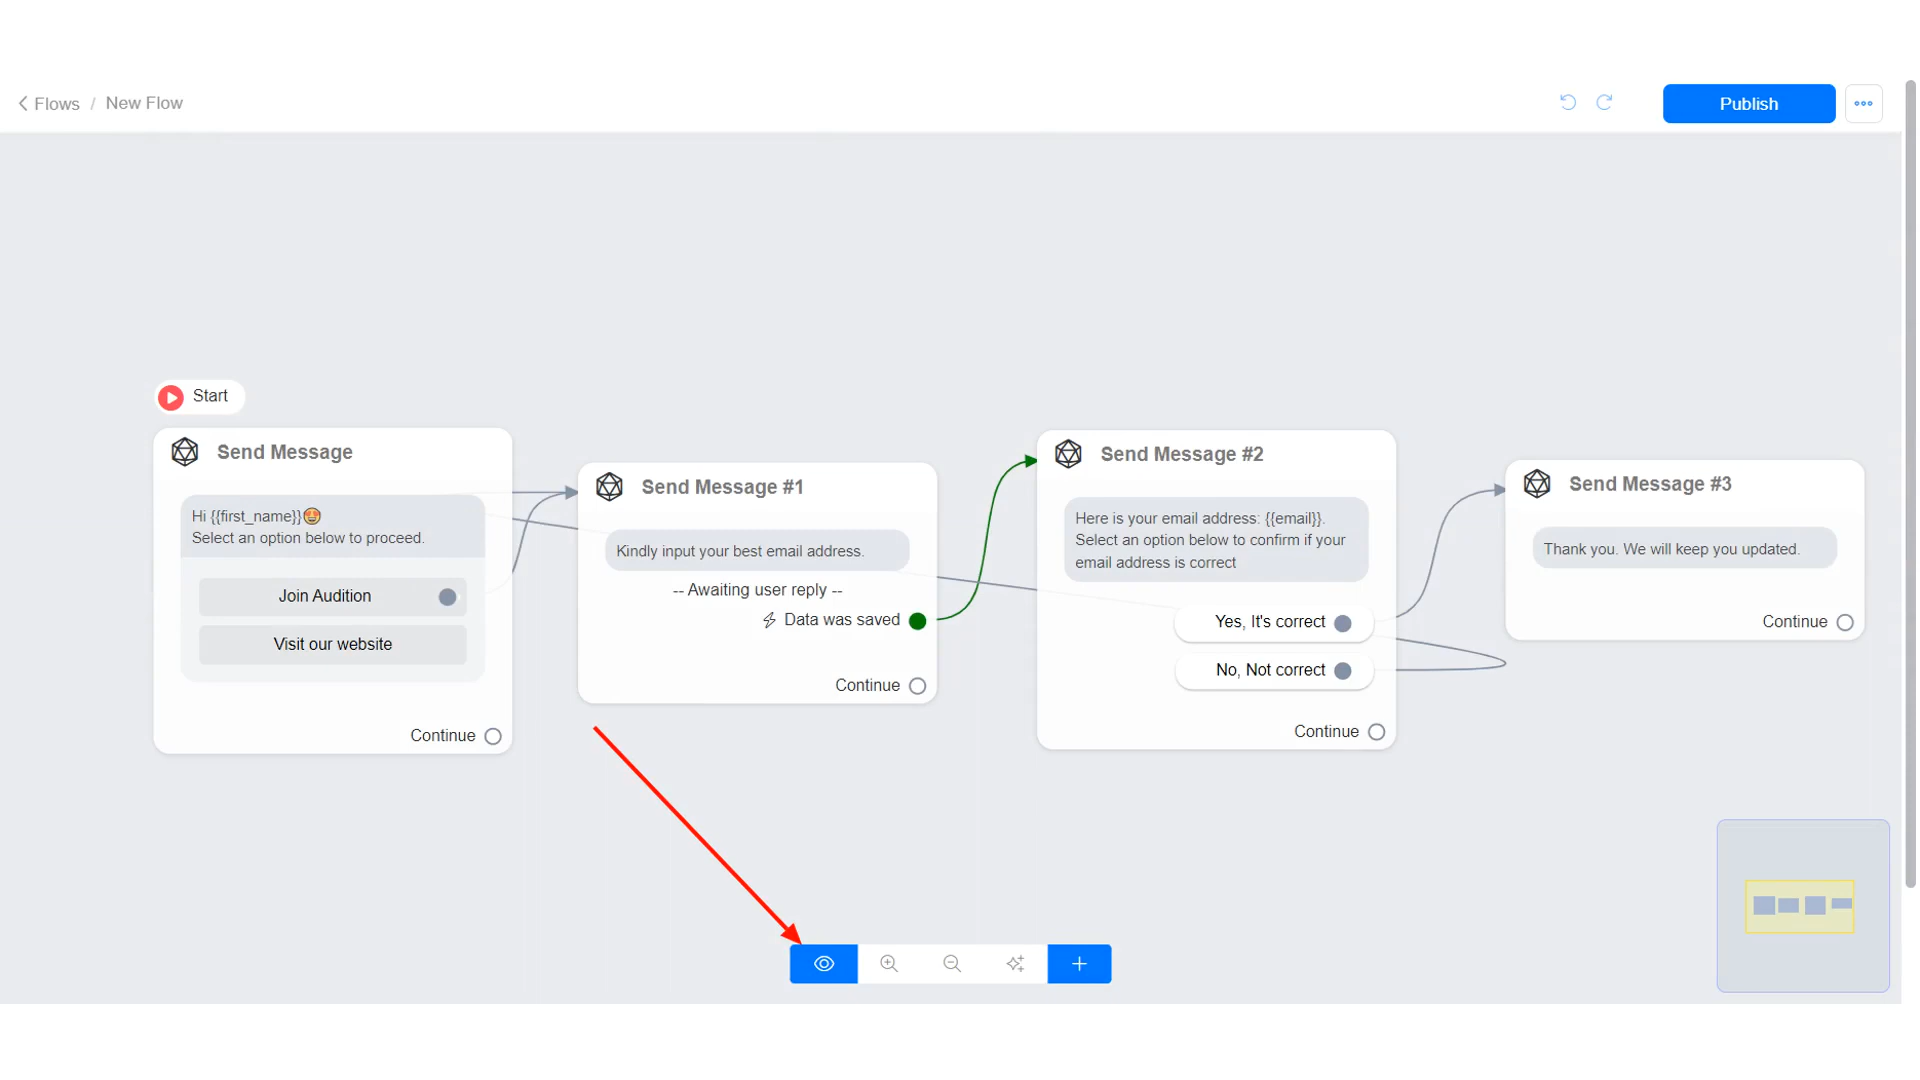 Flows / New Flow
Publish
Start
Send Message
Hi {{first_name}}😍
Select an option below to proceed.
Join Audition
Visit our website
Continue
Send Message #1
Kindly input your best email address.
-- Awaiting user reply --
Data was saved
Continue
Send Message #2
Here is your email address: {{email}}.
Select an option below to confirm if your
email address is correct
Yes, It's correct
No, Not correct
Continue
Send Message #3
Thank you. We will keep you updated.
Continue